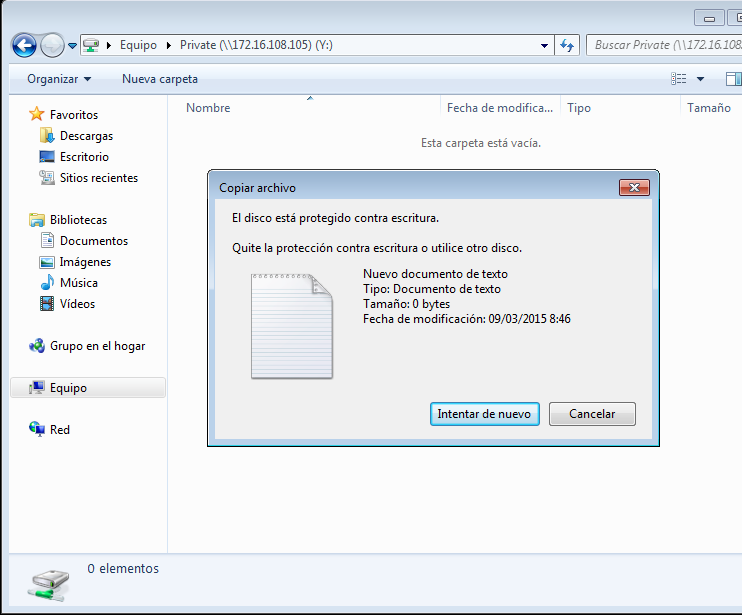 Equipo Private (\\172.16.108.105) (Y:)
Buscar Private (\\172.16.108.
Organizar
Nueva carpeta
Nombre
Fecha de modifica...
Tipo
Tamaño
Esta carpeta está vacía.
Favoritos
Descargas
Escritorio
Sitios recientes
Bibliotecas
Documentos
Imágenes
Música
Vídeos
Grupo en el hogar
Equipo
Red
Copiar archivo
El disco está protegido contra escritura.
Quite la protección contra escritura o utilice otro disco.
Nuevo documento de texto
Tipo: Documento de texto
Tamaño: 0 bytes
Fecha de modificación: 09/03/2015 8:46
Intentar de nuevo
Cancelar
0 elementos